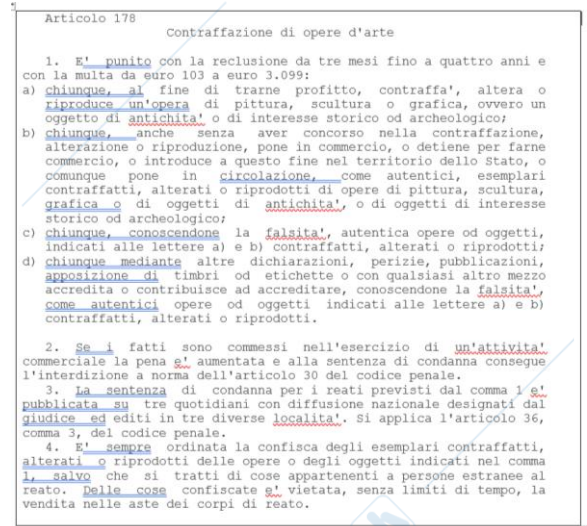 Articolo 178
Contraffazione di opere d'arte
1. E' punito con la reclusione da tre mesi fino a quattro anni e
con la multa da euro 103 a euro 3.099:
a) chiunque, al fine di trarne profitto, contraffa', altera o
riproduce un'opera di pittura, scultura o grafica, ovvero un
oggetto di antichita' o di interesse storico od archeologico;
b) chiunque, anche senza aver concorso nella contraffazione,
alterazione o riproduzione, pone in commercio, o detiene per farne
commercio, o introduce a questo fine nel territorio dello Stato, o
comunque pone in circolazione, come autentici, esemplari
contraffatti, alterati o riprodotti di opere di pittura, scultura,
grafica o di oggetti di antichita', o di oggetti di interesse
storico od archeologico;
c) chiunque, conoscendone la falsita', autentica opere od oggetti,
indicati alle lettere a) e b) contraffatti, alterati o riprodotti;
d) chiunque mediante altre dichiarazioni, perizie, pubblicazioni,
apposizione di timbri od etichette o con qualsiasi altro mezzo
accredita o contribuisce ad accreditare, conoscendone la falsita',
come autentici opere od oggetti indicati alle lettere a) e b)
contraffatti, alterati o riprodotti.
2. Se i fatti sono commessi nell'esercizio di un'attivita'
commerciale la pena e' aumentata e alla sentenza di condanna consegue
l'interdizione a norma dell'articolo 30 del codice penale.
3. La sentenza di condanna per i reati previsti dal comma 1 e'
pubblicata su tre quotidiani con diffusione nazionale designati dal
giudice ed editi in tre diverse localita'. Si applica l'articolo 36,
comma 3, del codice penale.
4. E' sempre ordinata la confisca degli esemplari contraffatti,
alterati o riprodotti delle opere o degli oggetti indicati nel comma
1, salvo che si tratti di cose appartenenti a persone estranee al
reato. Delle cose confiscate e' vietata, senza limiti di tempo, la
vendita nelle aste dei corpi di reato.